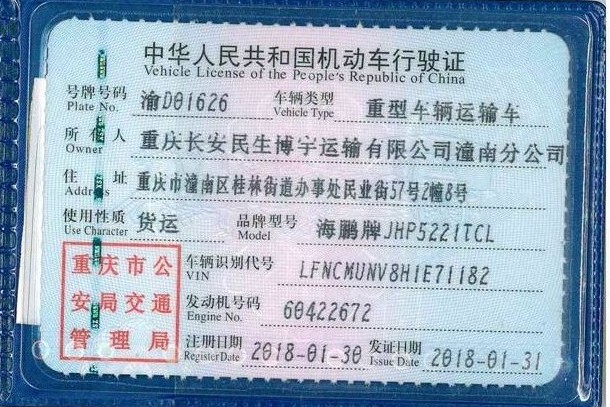 中华人民共和国机动车行驶证
Vehicle License of the People's Republic of China
号牌号码 渝D01626 车辆类型 重型车辆运输车
Plate No. Vehicle Type
所有人 重庆长安民生博宇运输有限公司潼南分公司
Owner
住址 重庆市潼南区桂林街道办事处民业街57号2幢8号
Address
使用性质 货运 品牌型号 海鹏牌JHP5221TCL
Use Character Model
车辆识别代号 LFNCMUNV8H1E71182
VIN
发动机号码 60422672
Engine No.
注册日期 2018-01-30 发证日期 2018-01-31
Register Date Issue Date
重庆市公
安局交通
管理局